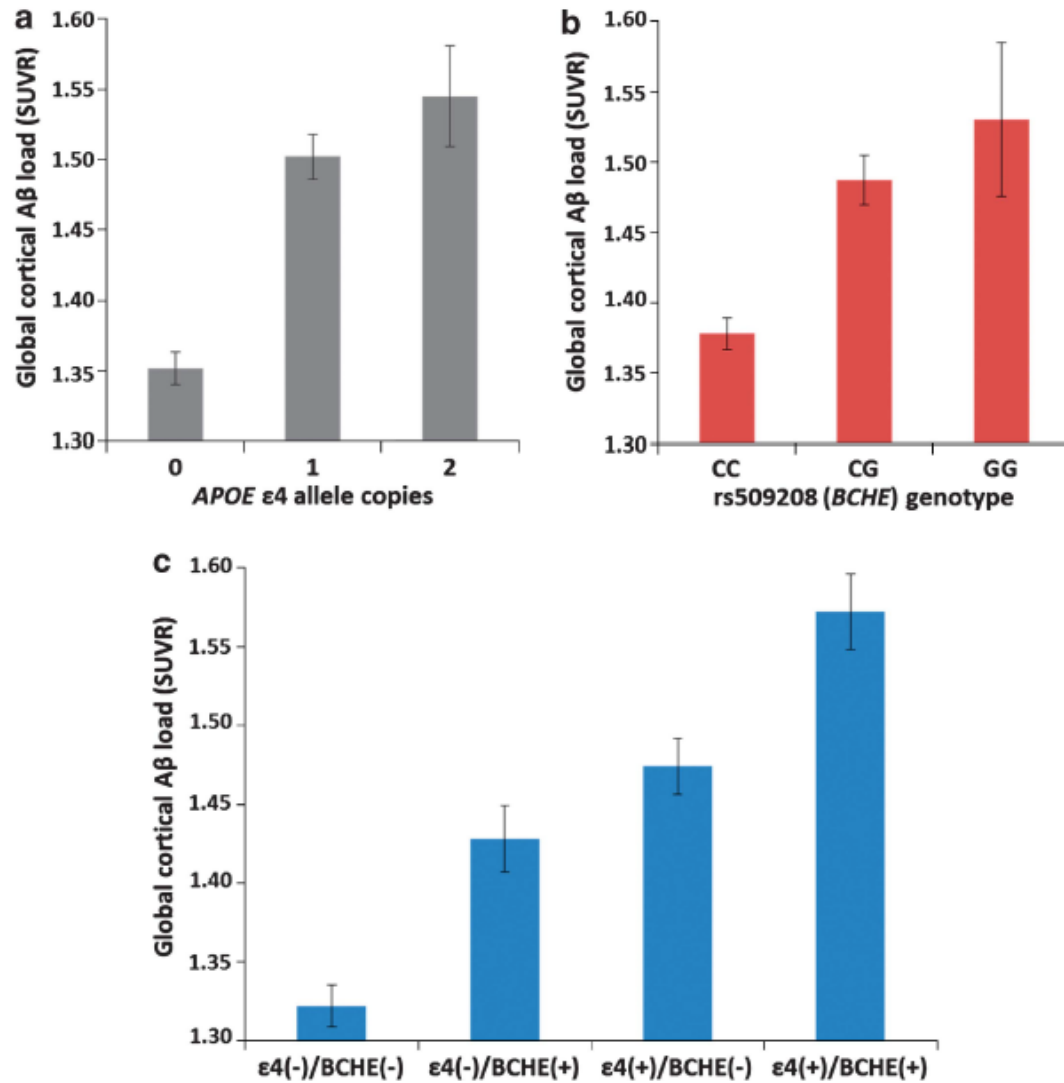 a
Global cortical Aβ load (SUVR)
1.60
1.55
1.50
1.45
1.40
1.35
1.30
0 1 2
APOE ε4 allele copies
b
Global cortical Aβ load (SUVR)
1.60
1.55
1.50
1.45
1.40
1.35
1.30
CC CG GG
rs509208 (BCHE) genotype
c
Global cortical Aβ load (SUVR)
1.60
1.55
1.50
1.45
1.40
1.35
1.30
ε4(-)/BCHE(-) ε4(-)/BCHE(+) ε4(+)/BCHE(-) ε4(+)/BCHE(+)